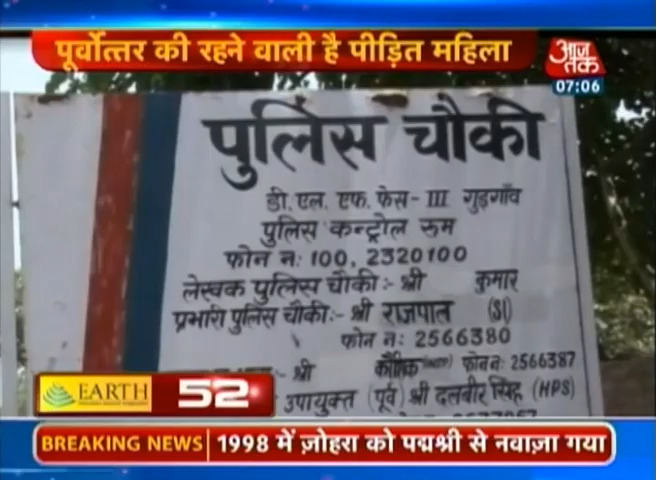 पूर्वोत्तर की रहने वाली है पीड़ित महिला
आज तक
07:06
पुलिस चौकी
डी. एल. एफ. फेस - III गुड़गाँव
पुलिस कन्ट्रोल रूम
फोन न: 100, 2320100
लेखक पुलिस चौकी :- श्री कुमार
प्रभारी पुलिस चौकी:- श्री राजपाल (SI)
फोन न: 2566380
:- श्री कौशिक फोन न: 2566387
उपायुक्त (पूर्व) श्री दलबीर सिंह (HPS)
EARTH
52
BREAKING NEWS 1998 में ज़ोहरा को पद्मश्री से नवाज़ा गया